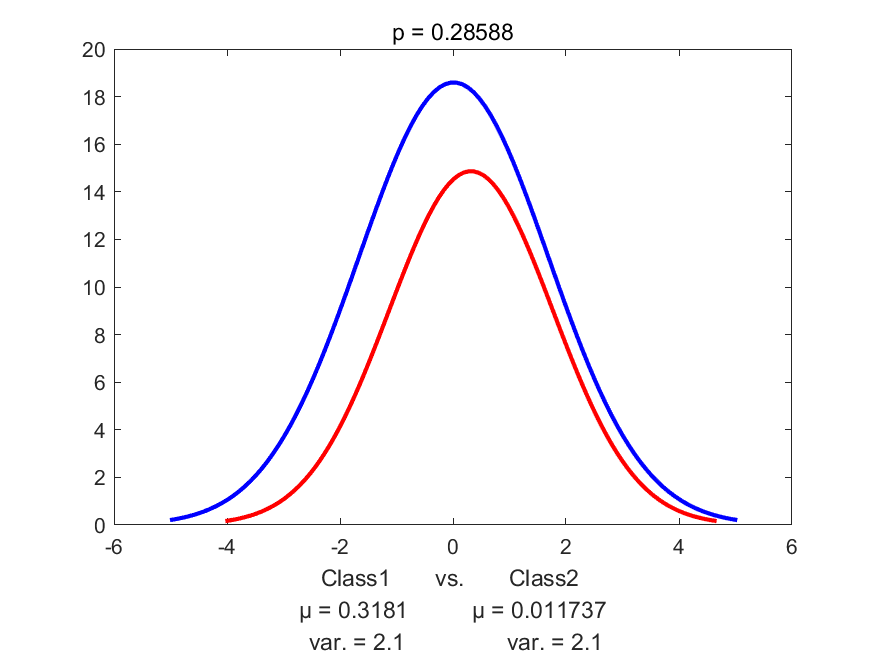 p = 0.28588
20
18
16
14
12
10
8
6
4
2
0
-6 -4 -2 0 2 4 6
Class1 vs. Class2
μ = 0.3181 μ = 0.011737
var. = 2.1 var. = 2.1